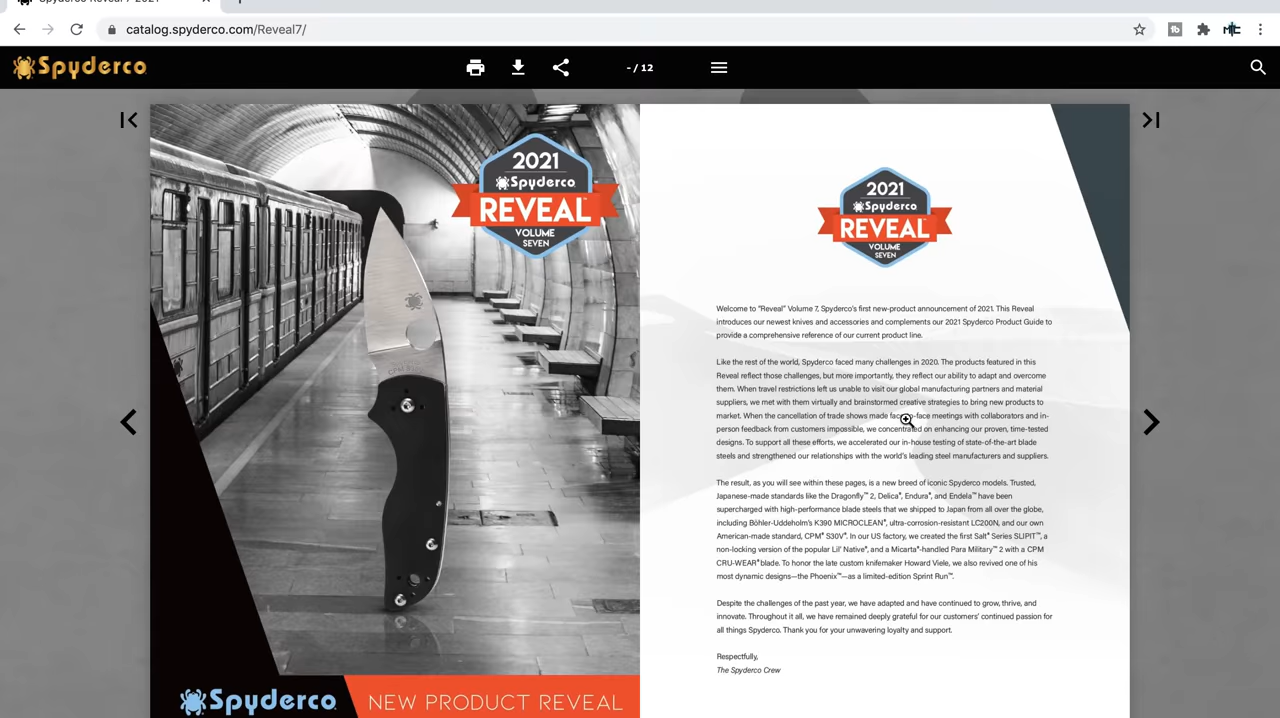 catalog.spyderco.com/Reveal7/
Spyderco
- / 12
2021
Spyderco
REVEAL™
VOLUME
SEVEN
Spyderco
NEW PRODUCT REVEAL
2021
Spyderco
REVEAL™
VOLUME
SEVEN
Welcome to "Reveal" Volume 7, Spyderco's first new-product announcement of 2021. This Reveal
introduces our newest knives and accessories and complements our 2021 Spyderco Product Guide to
provide a comprehensive reference of our current product line.
Like the rest of the world, Spyderco faced many challenges in 2020. The products featured in this
Reveal reflect those challenges, but more importantly, they reflect our ability to adapt and overcome
them. When travel restrictions left us unable to visit our global manufacturing partners and material
suppliers, we met with them virtually and brainstormed creative strategies to bring new products to
market. When the cancellation of trade shows made face-to-face meetings with collaborators and in-
person feedback from customers impossible, we concentrated on enhancing our proven, time-tested
designs. To support all these efforts, we accelerated our in-house testing of state-of-the-art blade
steels and strengthened our relationships with the world's leading steel manufacturers and suppliers.
The result, as you will see within these pages, is a new breed of iconic Spyderco models. Trusted,
Japanese-made standards like the Dragonfly™ 2, Delica®, Endura®, and Endela™ have been
supercharged with high-performance blade steels that we shipped to Japan from all over the globe,
including Böhler-Uddeholm's K390 MICROCLEAN®, ultra-corrosion-resistant LC200N, and our own
American-made standard, CPM® S30V®. In our US factory, we created the first Salt® Series SLIPIT™, a
non-locking version of the popular Lil' Native®, and a Micarta®-handled Para Military™ 2 with a CPM
CRU-WEAR® blade. To honor the late custom knifemaker Howard Viele, we also revived one of his
most dynamic designs—the Phoenix™—as a limited-edition Sprint Run™.
Despite the challenges of the past year, we have adapted and have continued to grow, thrive, and
innovate. Throughout it all, we have remained deeply grateful for our customers' continued passion for
all things Spyderco. Thank you for your unwavering loyalty and support.
Respectfully,
The Spyderco Crew